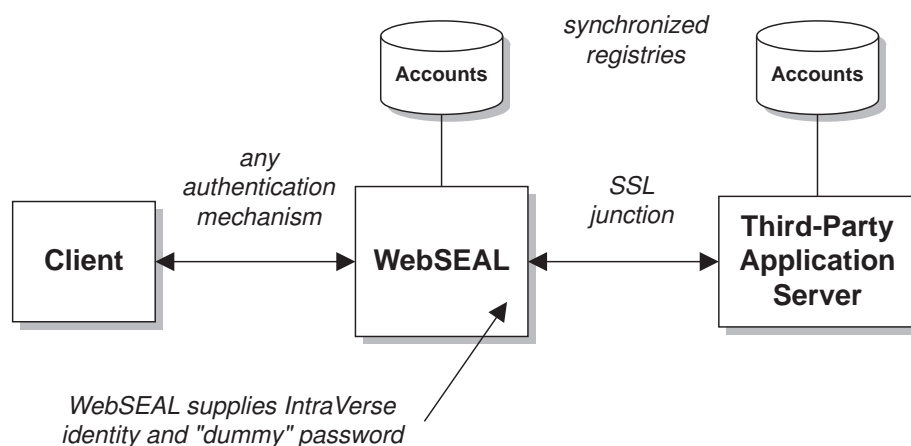 synchronized
registries
Accounts
Accounts
any
authentication
mechanism
SSL
junction
Client
WebSEAL
Third-Party
Application
Server
WebSEAL supplies IntraVerse
identity and "dummy" password